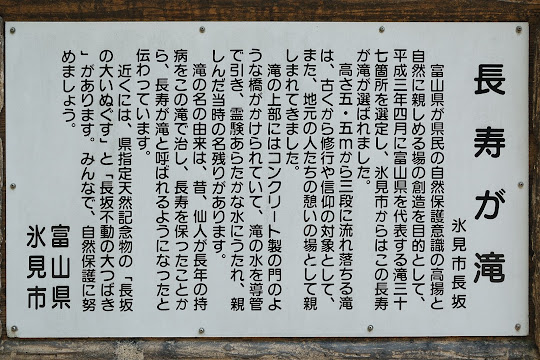 長寿が滝
氷見市長坂
富山県が県民の自然保護意識の高揚と
自然に親しめる場の創造を目的として、
平成三年四月に富山県を代表する滝三十
七箇所を選定し、氷見市からはこの長寿
が滝が選ばれました。
高さ五・五mから三段に流れ落ちる滝
は、古くから修行や信仰の対象として、
また、地元の人たちの憩いの場として親
しまれてきました。
滝の上部にはコンクリート製の門のよ
うな橋がかけられていて、滝の水を導管
で引き、霊験あらたかな水にうたれ、親
しんだ当時の名残りがあります。
滝の名の由来は、昔、仙人が長年の持
病をこの滝で治し、長寿を保ったことか
ら、長寿が滝と呼ばれるようになったと
伝わっています。
近くには、県指定天然記念物の「長坂
の大いぬぐす」と「長坂不動の大つばき
」があります。みんなで、自然保護に努
めましょう。
富山県
氷見市